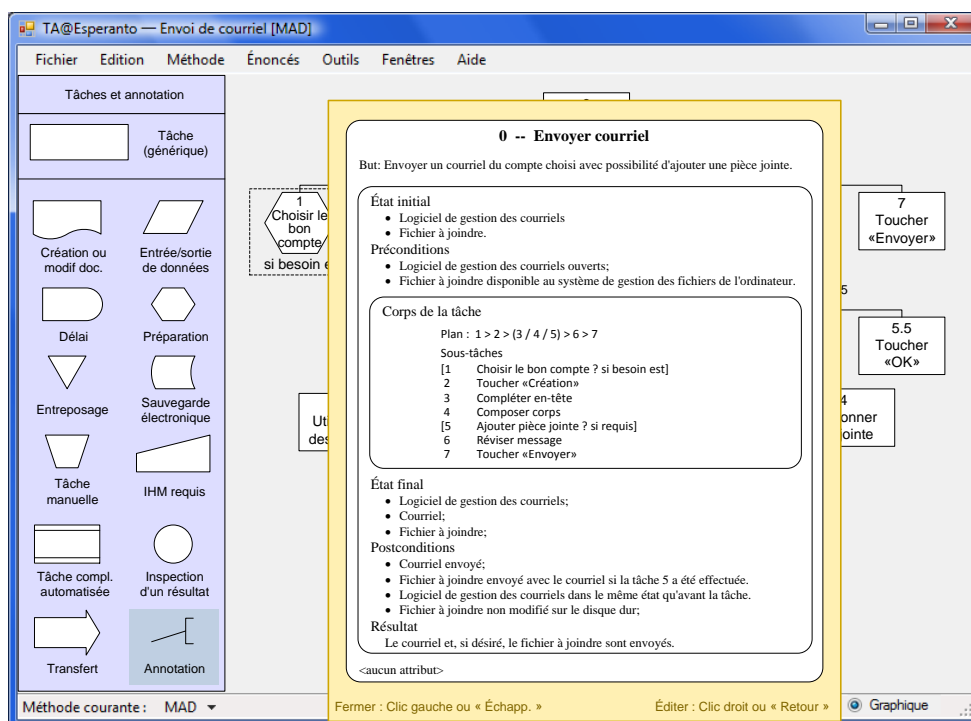 TA@Esperanto — Envoi de courriel [MAD]
Fichier Edition Méthode Énoncés Outils Fenêtres Aide
Tâches et annotation
Tâche
(générique)
Création ou
modif doc.
Entrée/sortie
de données
Délai
Préparation
Entreposage
Sauvegarde
électronique
Tâche
manuelle
IHM requis
Tâche compl.
automatisée
Inspection
d'un résultat
Transfert
Annotation
1
Choisir le
bon
compte
si besoin e
0 -- Envoyer courriel
But: Envoyer un courriel du compte choisi avec possibilité d'ajouter une pièce jointe.
État initial
• Logiciel de gestion des courriels
• Fichier à joindre.
Préconditions
• Logiciel de gestion des courriels ouverts;
• Fichier à joindre disponible au système de gestion des fichiers de l'ordinateur.
Corps de la tâche
Plan : 1 > 2 > (3 / 4 / 5) > 6 > 7
Sous-tâches
[1 Choisir le bon compte ? si besoin est]
2 Toucher «Création»
3 Compléter en-tête
4 Composer corps
[5 Ajouter pièce jointe ? si requis]
6 Réviser message
7 Toucher «Envoyer»
État final
• Logiciel de gestion des courriels;
• Courriel;
• Fichier à joindre;
Postconditions
• Courriel envoyé;
• Fichier à joindre envoyé avec le courriel si la tâche 5 a été effectuée.
• Logiciel de gestion des courriels dans le même état qu'avant la tâche.
• Fichier à joindre non modifié sur le disque dur;
Résultat
Le courriel et, si désiré, le fichier à joindre sont envoyés.
<aucun attribut>
Fermer : Clic gauche ou « Échapp. » Éditer : Clic droit ou « Retour »
7
Toucher
«Envoyer»
5
5.5
Toucher
«OK»
4
onner
ointe
Uti
des
Méthode courante : MAD
Graphique